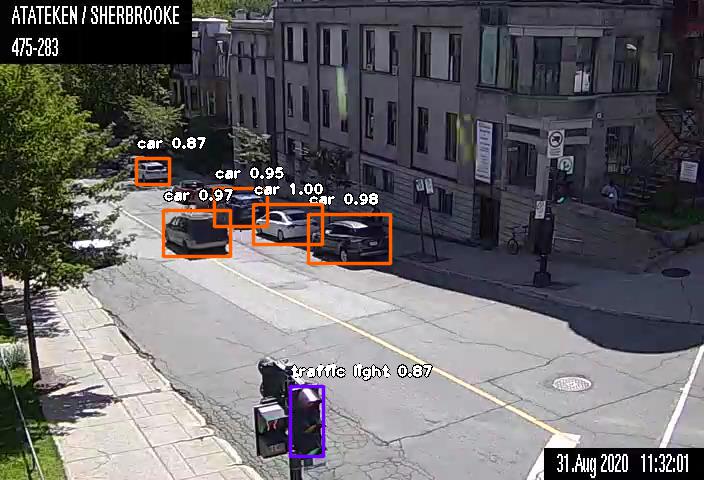 ATATEKEN / SHERBROOKE
475-283
car 0.87
car 0.95
car 0.97
car 1.00
car 0.98
traffic light 0.87
31.Aug 2020 11:32:01